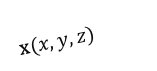 x(x, y, z)